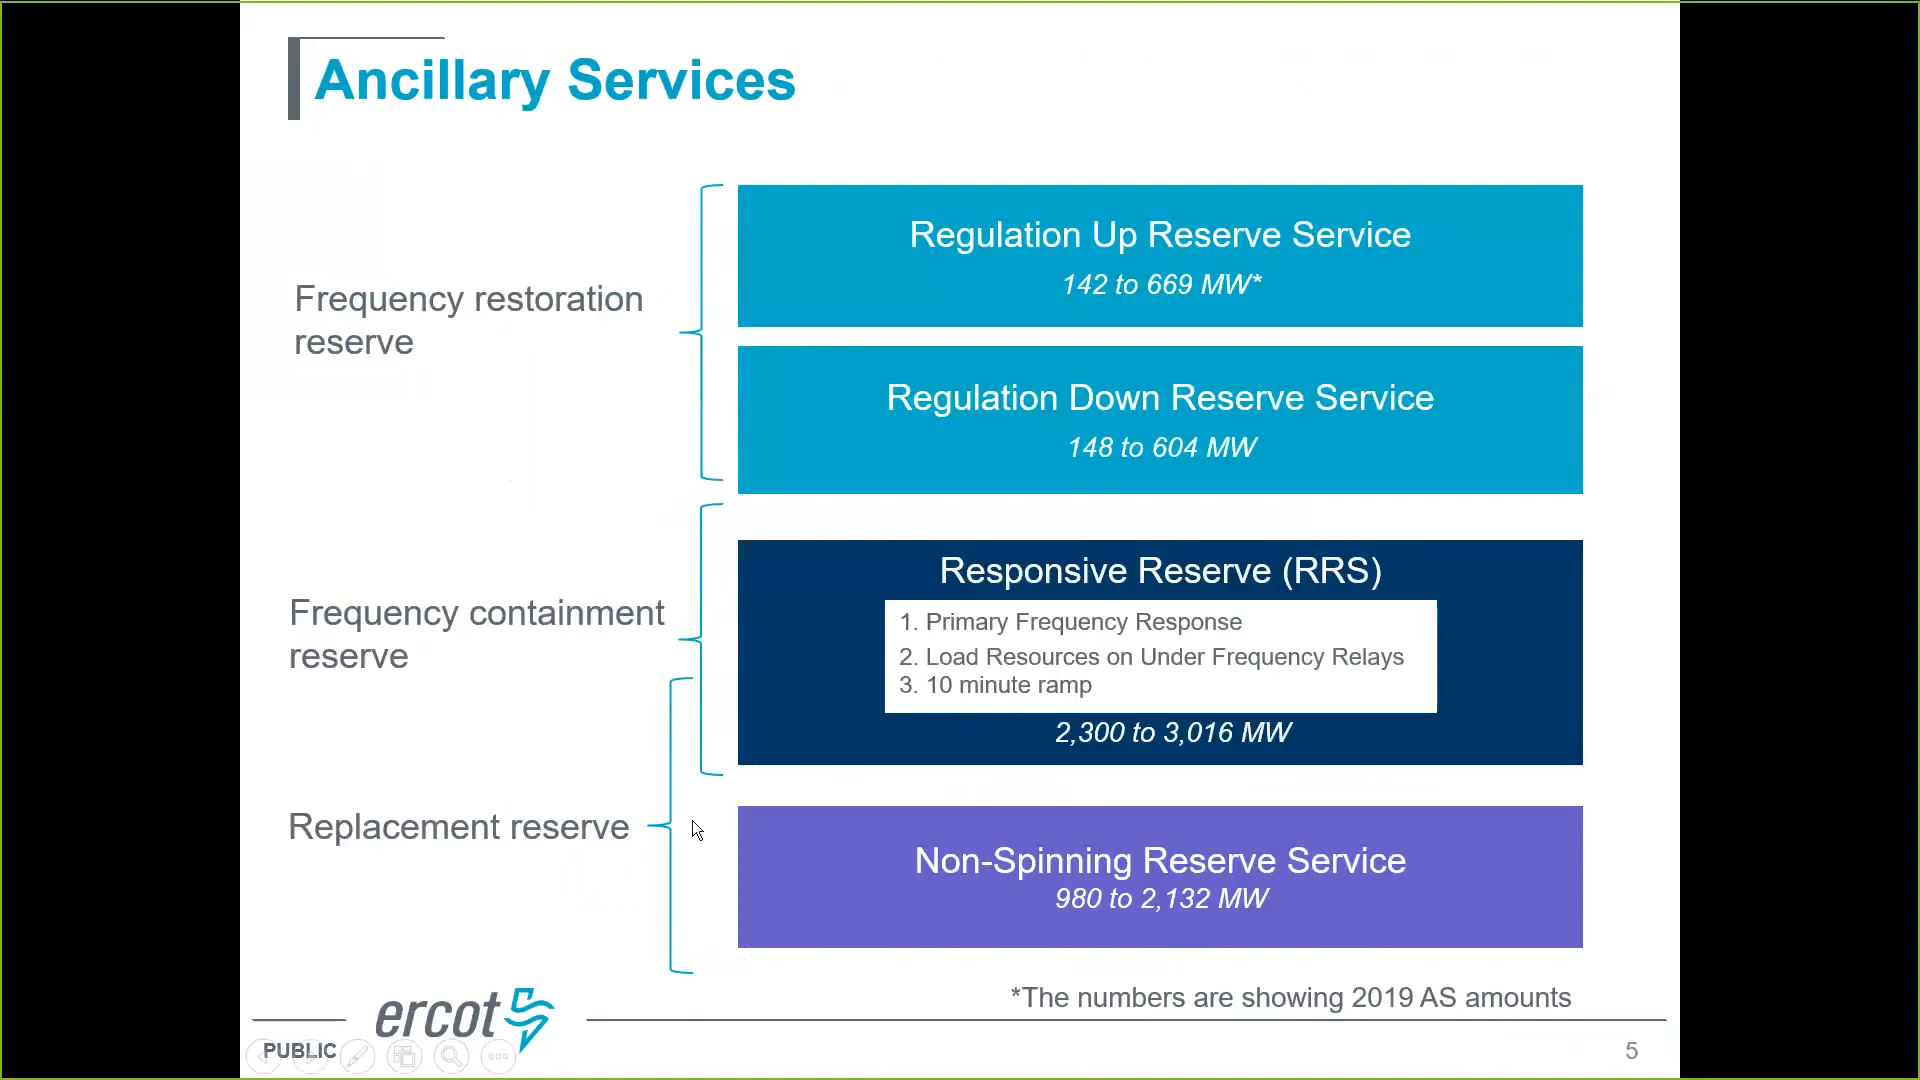 Ancillary Services
Frequency restoration
reserve
Regulation Up Reserve Service
142 to 669 MW*
Regulation Down Reserve Service
148 to 604 MW
Frequency containment
reserve
Responsive Reserve (RRS)
1. Primary Frequency Response
2. Load Resources on Under Frequency Relays
3. 10 minute ramp
2,300 to 3,016 MW
Replacement reserve
Non-Spinning Reserve Service
980 to 2,132 MW
*The numbers are showing 2019 AS amounts
ercot
PUBLIC
5